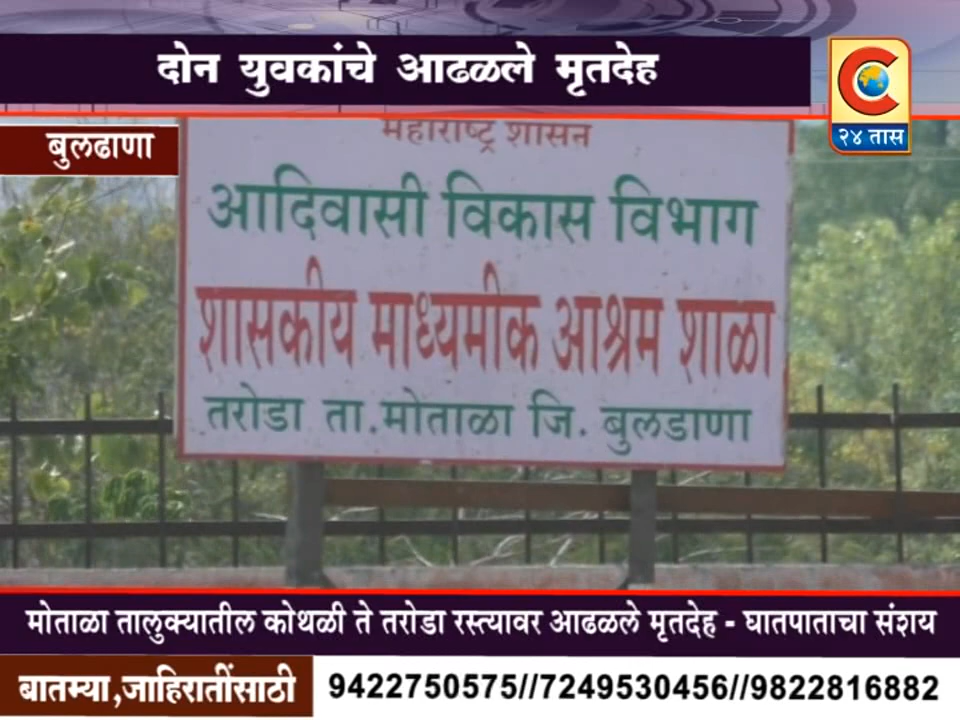 दोन युवकांचे आढळले मृतदेह
C
२४ तास
बुलढाणा
महाराष्ट्र शासन
आदिवासी विकास विभाग
शासकीय माध्यमीक आश्रम शाळा
तरोडा ता.मोताळा जि. बुलडाणा
मोताळा तालुक्यातील कोथळी ते तरोडा रस्त्यावर आढळले मृतदेह - घातपाताचा संशय
बातम्या,जाहिरातींसाठी
9422750575//7249530456//9822816882